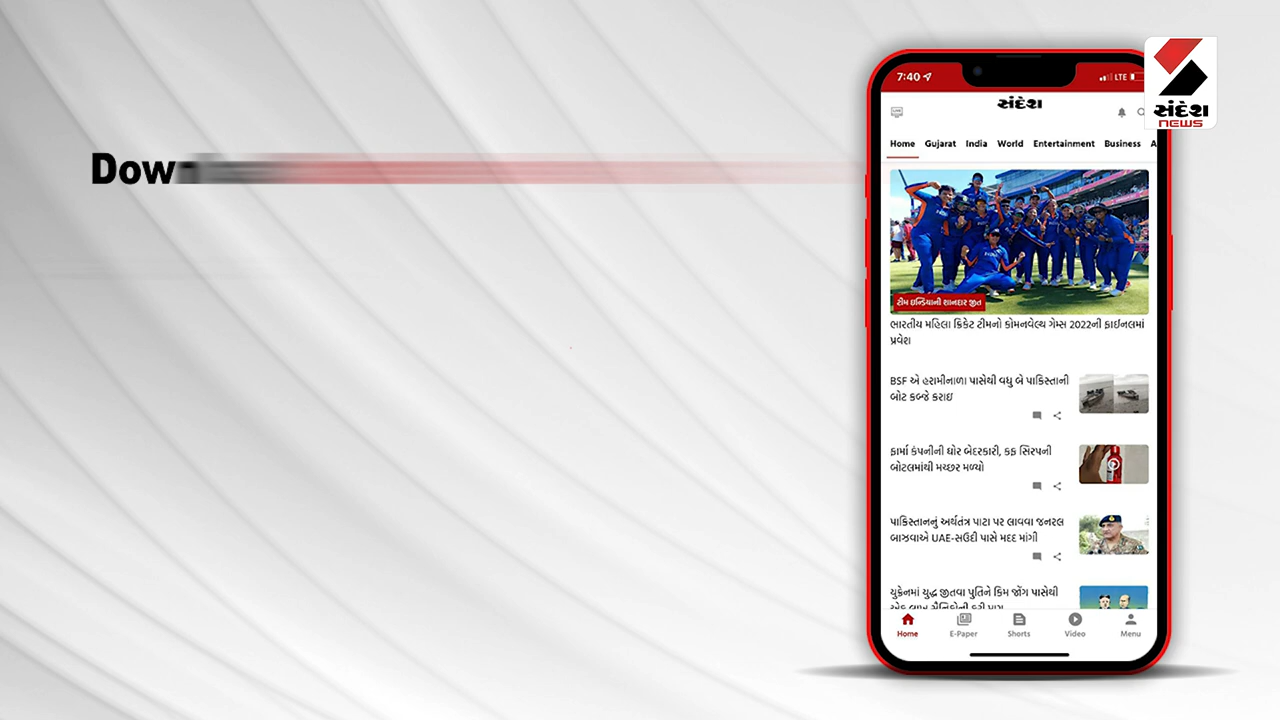 Dow
7:40
LTE
સંદેશ
NEWS
સંદેશ
Home Gujarat India World Entertainment Business A
ટીમ ઇન્ડિયાની શાનદાર જીત
ભારતીય મહિલા ક્રિકેટ ટીમનો કોમનવેલ્થ ગેમ્સ 2022ની ફાઈનલમાં
પ્રવેશ
BSF એ હરામીનાળા પાસેથી વધુ બે પાકિસ્તાની
બોટ કબ્જે કરાઇ
ફાર્મા કંપનીની ઘોર બેદરકારી, કફ સિરપની
બોટલમાંથી મચ્છર મળ્યો
પાકિસ્તાનનું અર્થતંત્ર પાટા પર લાવવા જનરલ
બાઝવાએ UAE-સઉદી પાસે મદદ માંગી
યુક્રેનમાં યુદ્ધ જીતવા પુતિને કિમ જોંગ પાસેથી
Home E-Paper Shorts Video Menu